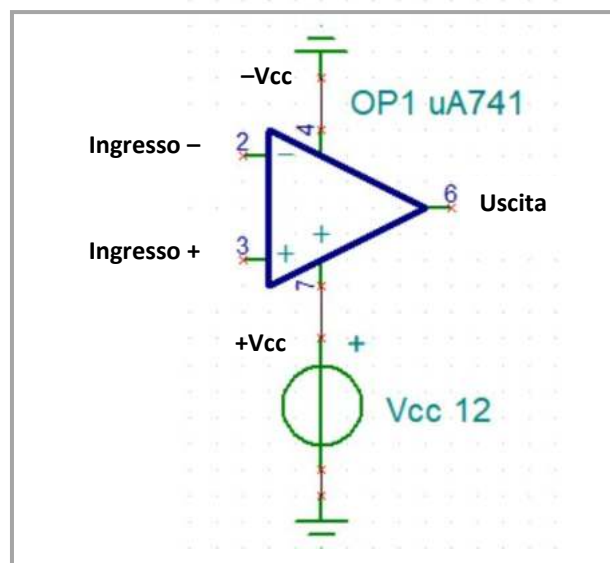 –Vcc
OP1 uA741
4
Ingresso –
2
–
6
Uscita
Ingresso +
3
+
+
7
+Vcc
+
Vcc 12